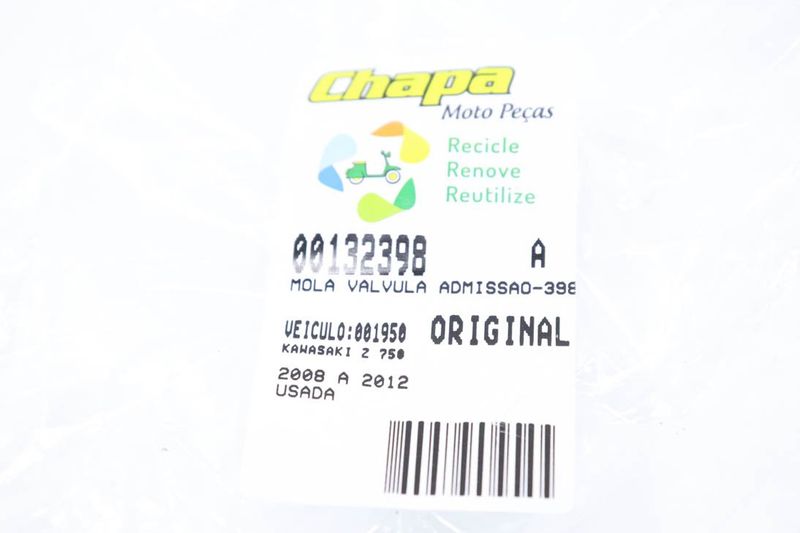 Chapa
Moto Peças
Recicle
Renove
Reutilize
00132398 A
MOLA VALVULA ADMISSAO-398
VEICULO:001950 ORIGINAL
KAWASAKI Z 750
2008 A 2012
USADA